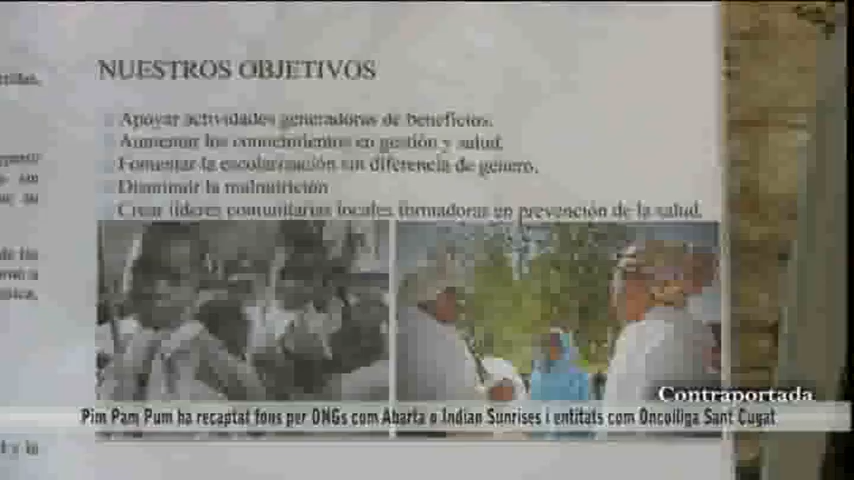 NUESTROS OBJETIVOS
Apoyar actividades generadoras de beneficios.
Aumentar los conocimientos en gestión y salud.
Fomentar la escolarización sin diferencia de género.
Disminuir la malnutrición
Crear líderes comunitarias locales formadoras en prevención de la salud.
Contraportada
Pim Pam Pum ha recaptat fons per ONGs com Abarta o Indian Sunrises i entitats com Oncolliga Sant Cugat